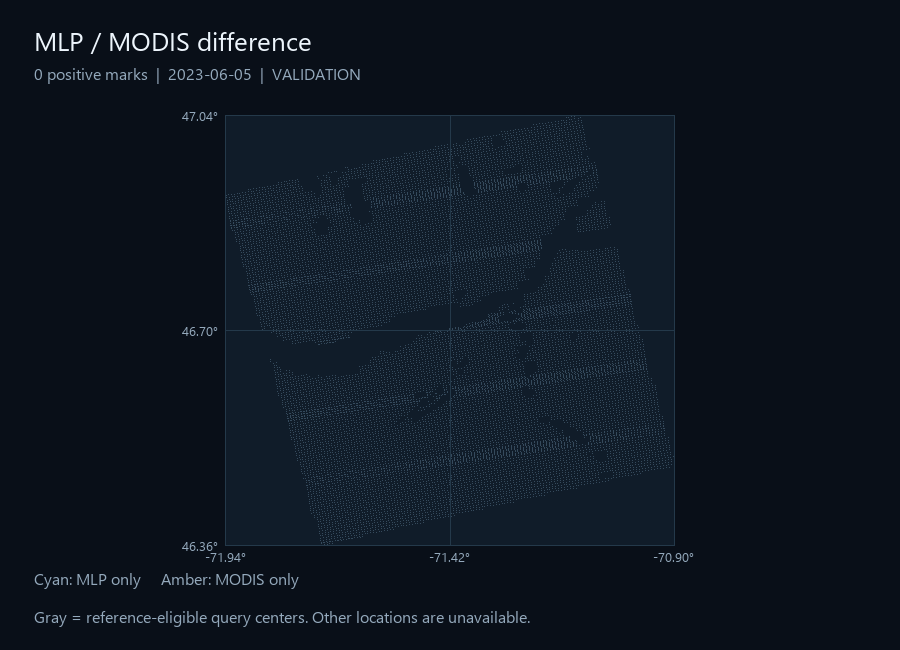 MLP / MODIS difference
0 positive marks | 2023-06-05 | VALIDATION
47.04°
46.70°
46.36°
-71.94° -71.42° -70.90°
Cyan: MLP only Amber: MODIS only
Gray = reference-eligible query centers. Other locations are unavailable.